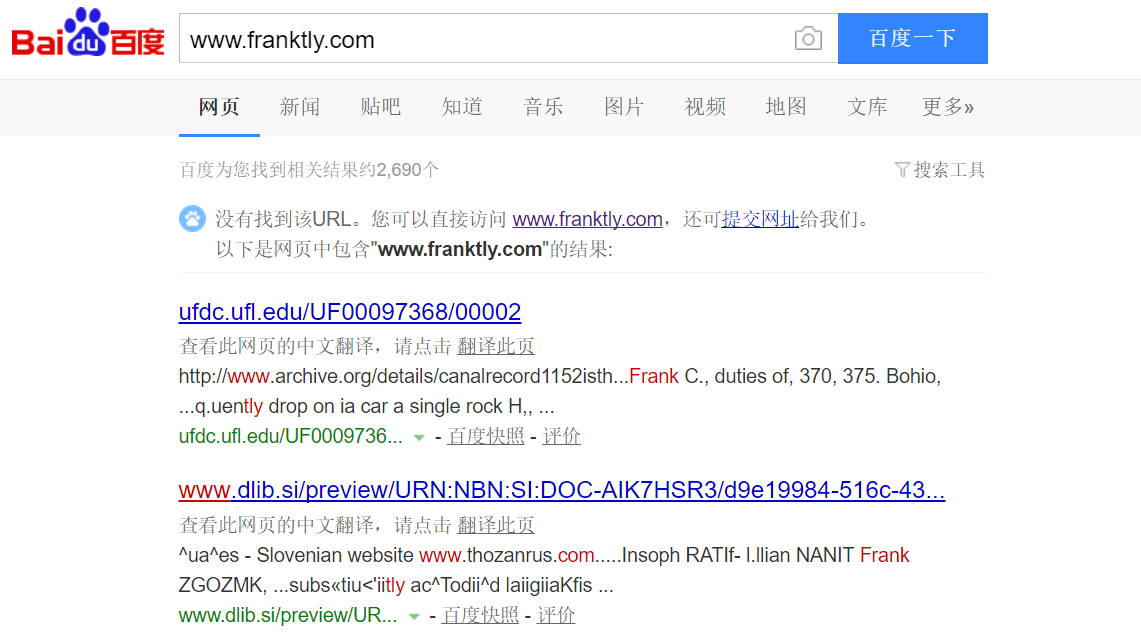 Bai du 百度 www.franktly.com 百度一下
网页 新闻 贴吧 知道 音乐 图片 视频 地图 文库 更多»
百度为您找到相关结果约2,690个 搜索工具
没有找到该URL。您可以直接访问 www.franktly.com，还可提交网址给我们。
以下是网页中包含"www.franktly.com"的结果:
ufdc.ufl.edu/UF00097368/00002
查看此网页的中文翻译，请点击 翻译此页
http://www.archive.org/details/canalrecord1152isth...Frank C., duties of, 370, 375. Bohio,
...q.uently drop on ia car a single rock H,, ...
ufdc.ufl.edu/UF0009736... - 百度快照 - 评价
www.dlib.si/preview/URN:NBN:SI:DOC-AIK7HSR3/d9e19984-516c-43...
查看此网页的中文翻译，请点击 翻译此页
^ua^es - Slovenian website www.thozanrus.com.....Insoph RATlf- l.llian NANIT Frank
ZGOZMK, ...subs«tiu<'iitly ac^Todii^d laiigiiaKfis ...
www.dlib.si/preview/UR... - 百度快照 - 评价